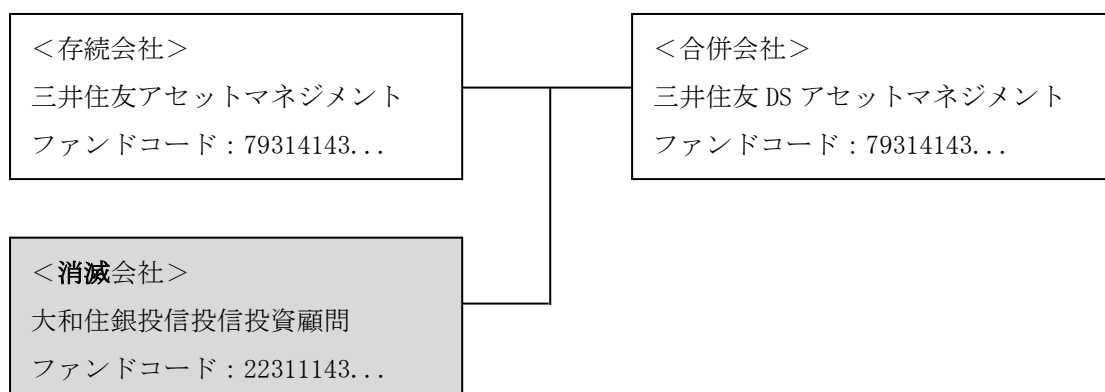 ＜存続会社＞
三井住友アセットマネジメント
ファンドコード：79314143...
＜合併会社＞
三井住友 DS アセットマネジメント
ファンドコード：79314143...
＜消滅会社＞
大和住銀投信投信投資顧問
ファンドコード：22311143...